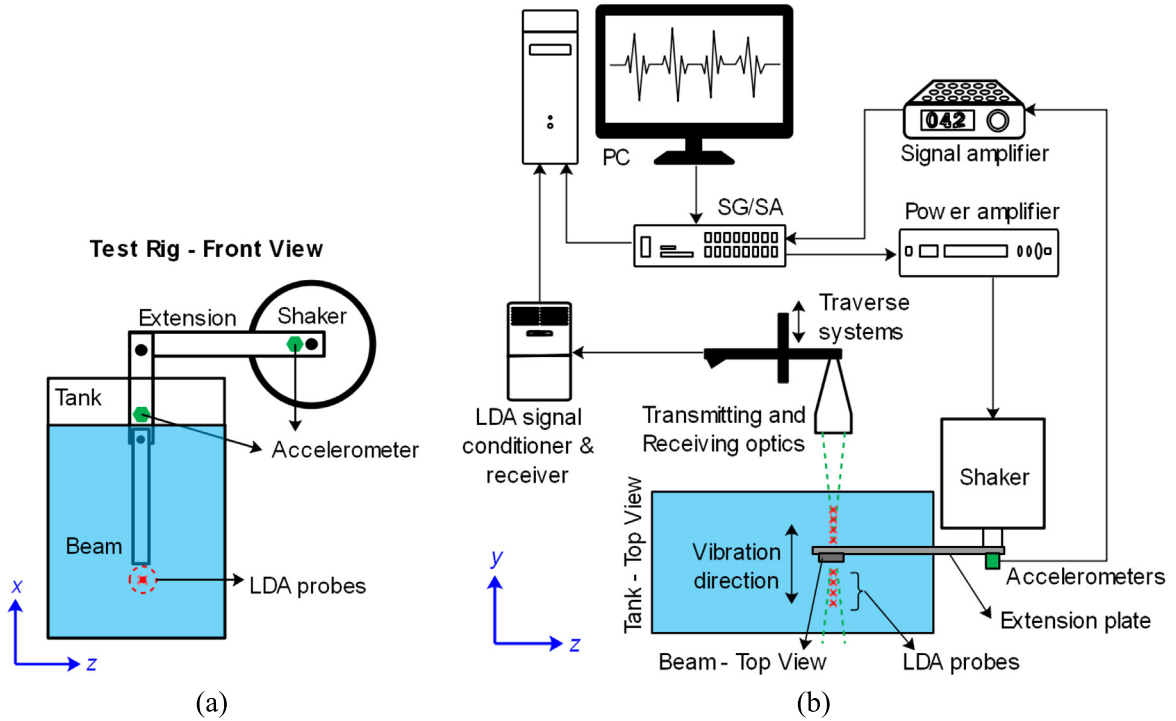 Test Rig - Front View
Extension
Shaker
Tank
Accelerometer
Beam
LDA probes
x
z
(a)
PC
042
Signal amplifier
SG/SA
Power amplifier
Traverse
systems
LDA signal
conditioner &
receiver
Transmitting and
Receiving optics
Shaker
Tank - Top View
Vibration
direction
Accelerometers
Extension plate
Beam - Top View
LDA probes
y
z
(b)